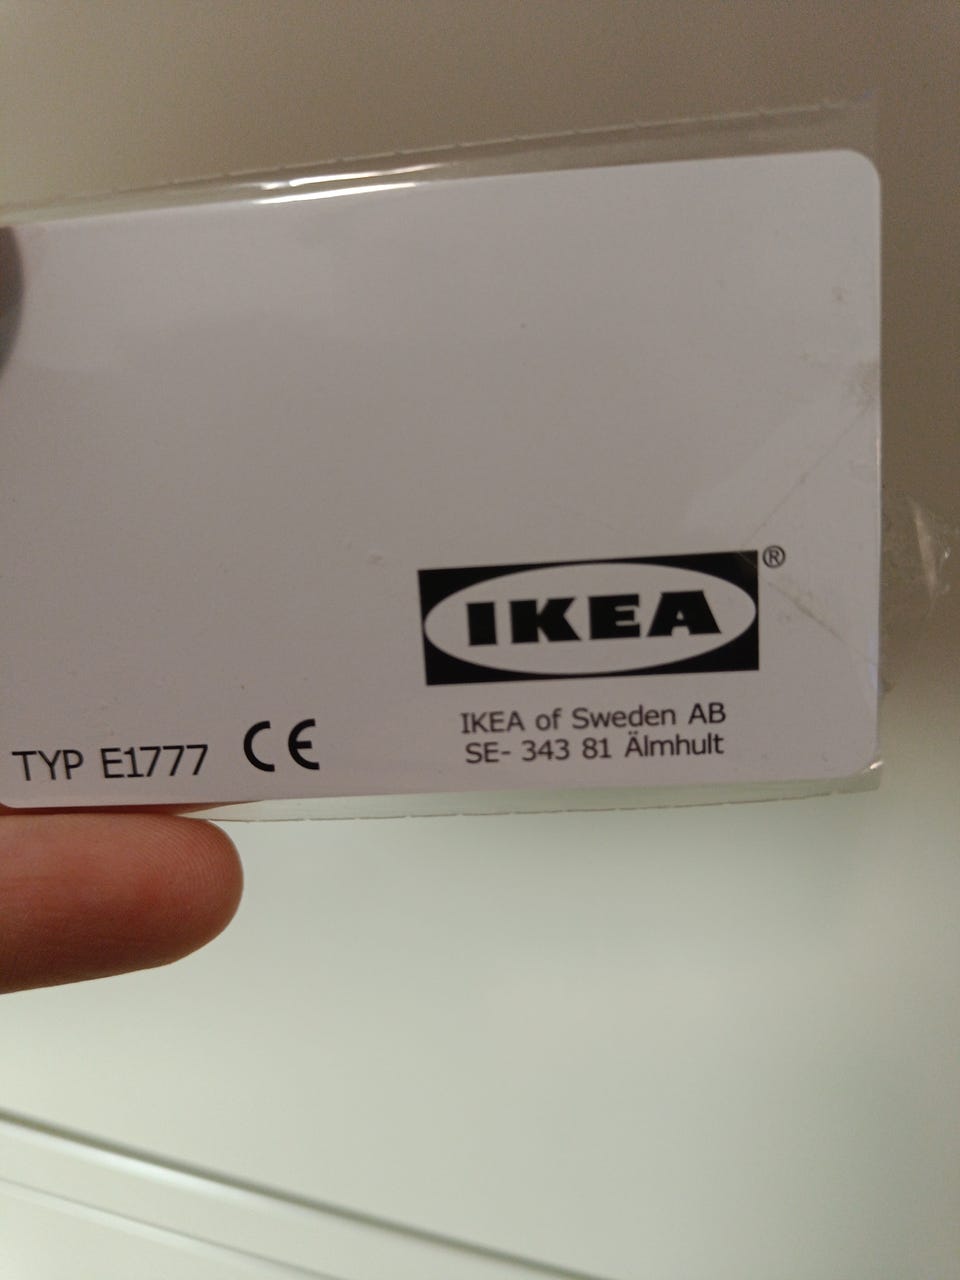 IKEA®
IKEA of Sweden AB
SE- 343 81 Älmhult
TYP E1777 CE